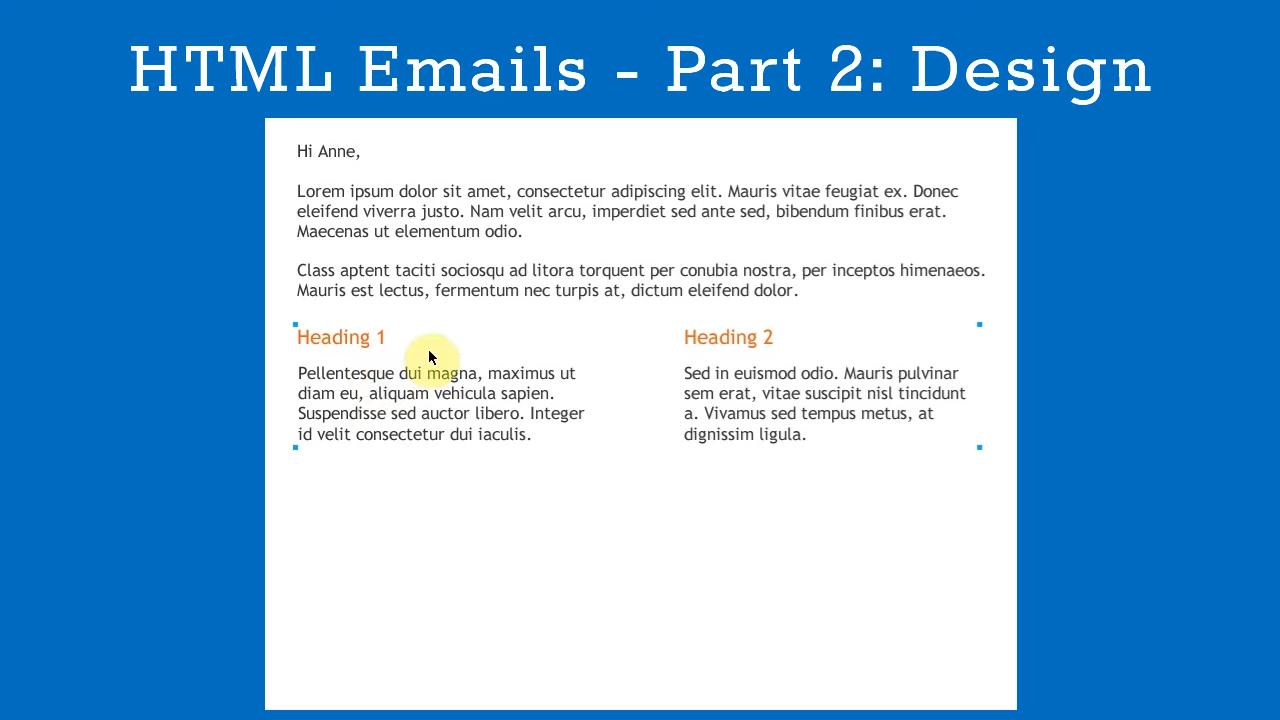 HTML Emails - Part 2: Design
Hi Anne,
Lorem ipsum dolor sit amet, consectetur adipiscing elit. Mauris vitae feugiat ex. Donec
eleifend viverra justo. Nam velit arcu, imperdiet sed ante sed, bibendum finibus erat.
Maecenas ut elementum odio.
Class aptent taciti sociosqu ad litora torquent per conubia nostra, per inceptos himenaeos.
Mauris est lectus, fermentum nec turpis at, dictum eleifend dolor.
Heading 1
Pellentesque dui magna, maximus ut
diam eu, aliquam vehicula sapien.
Suspendisse sed auctor libero. Integer
id velit consectetur dui iaculis.
Heading 2
Sed in euismod odio. Mauris pulvinar
sem erat, vitae suscipit nisl tincidunt
a. Vivamus sed tempus metus, at
dignissim ligula.